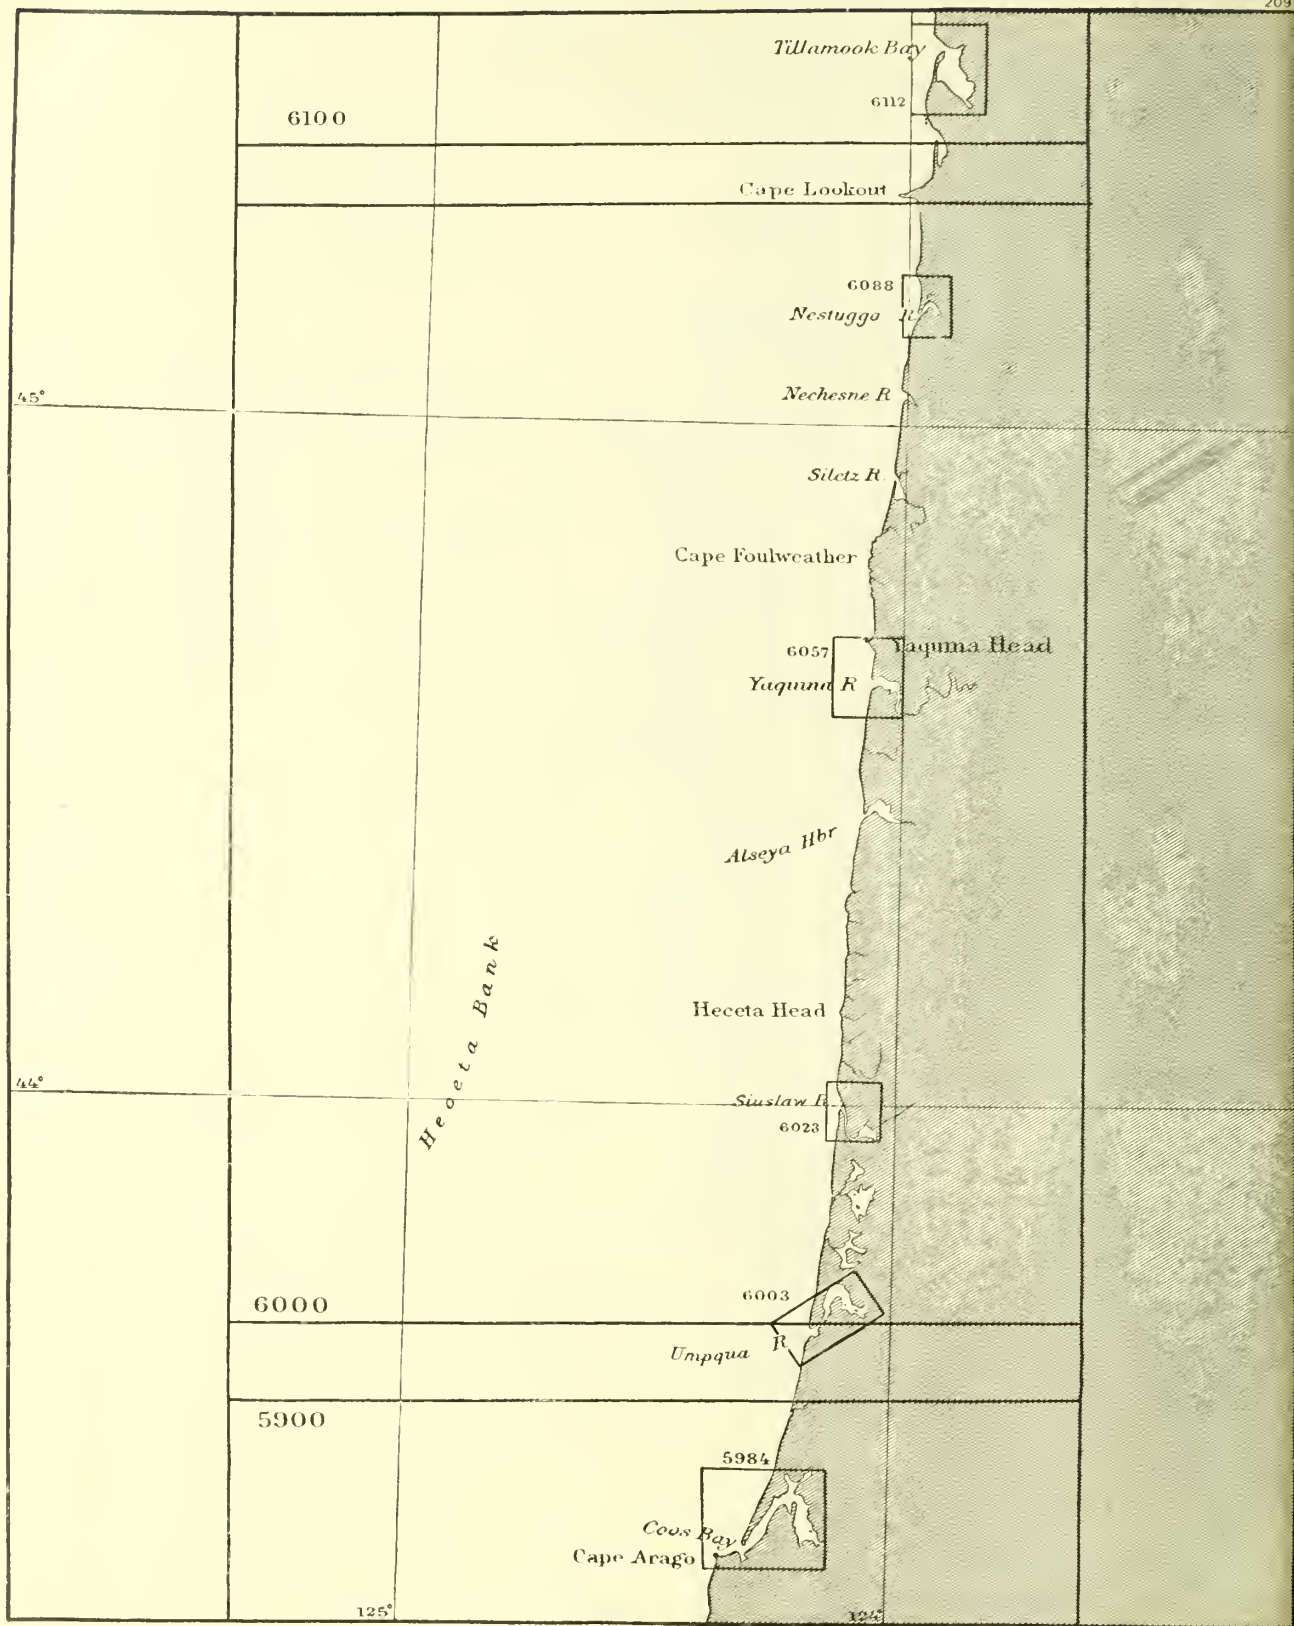 209
Tillamook Bay
6112
6100
Cape Lookout
6088
Nestuggo R
45°
Nechesne R
Siletz R.
Cape Foulweather
6057
Yaquina Head
Yaquina R
Alseya Hbr
Heceta Bank
Heceta Head
44°
Siuslaw R.
6023
6003
6000
Umpqua R
5900
5984
Coos Bay
Cape Arago
125°
124°